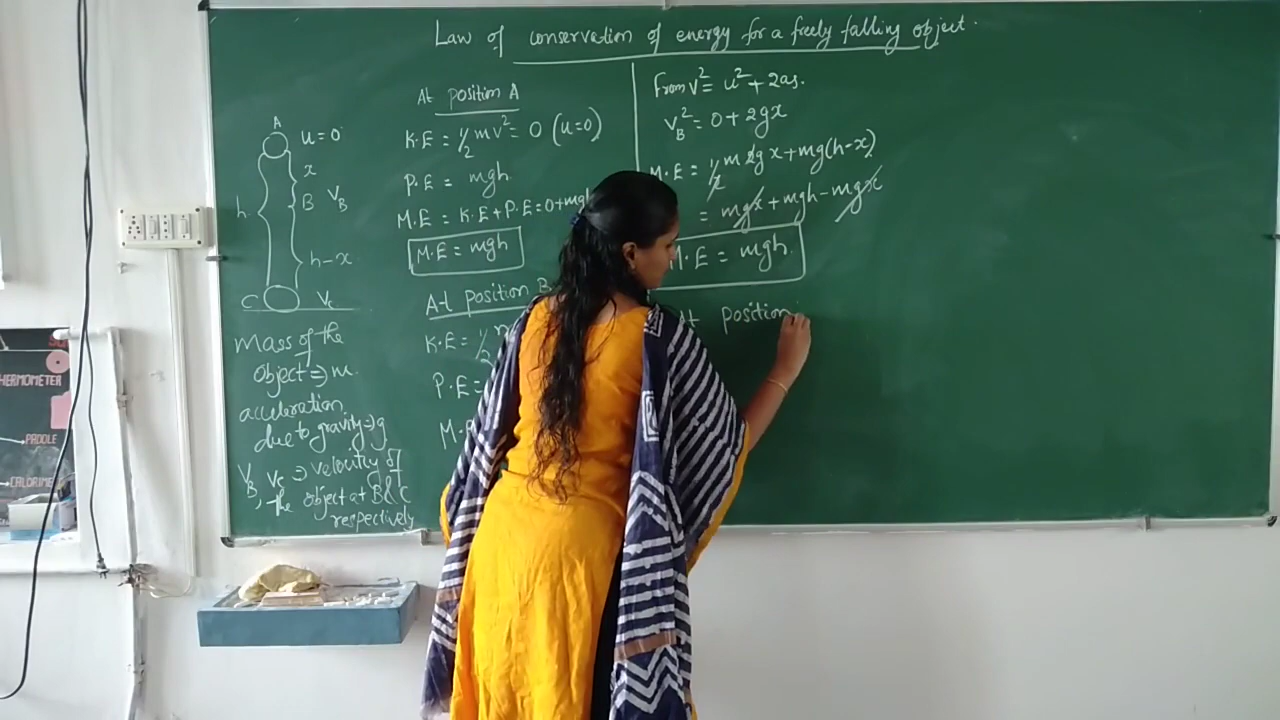 Law of conservation of energy for a freely falling object.
A
u=0
x
h
B V_B
h-x
C V_c
mass of the
object ⇒ m.
acceleration
due to gravity ⇒ g
V_B, V_c ⇒ velocity of
the object at B & C
respectively
At position A
K.E = 1/2 mv² = 0 (u=0)
P.E = mgh
M.E = K.E + P.E = 0 + mgh
M.E = mgh
At position B
K.E = 1/2
P.E =
From v² = u² + 2as.
V_B² = 0 + 2gx
M.E = 1/2 m 2g x + mg(h-x)
= mgx + mgh - mgx
M.E = mgh.
At position
THERMOMETER
PADDLE